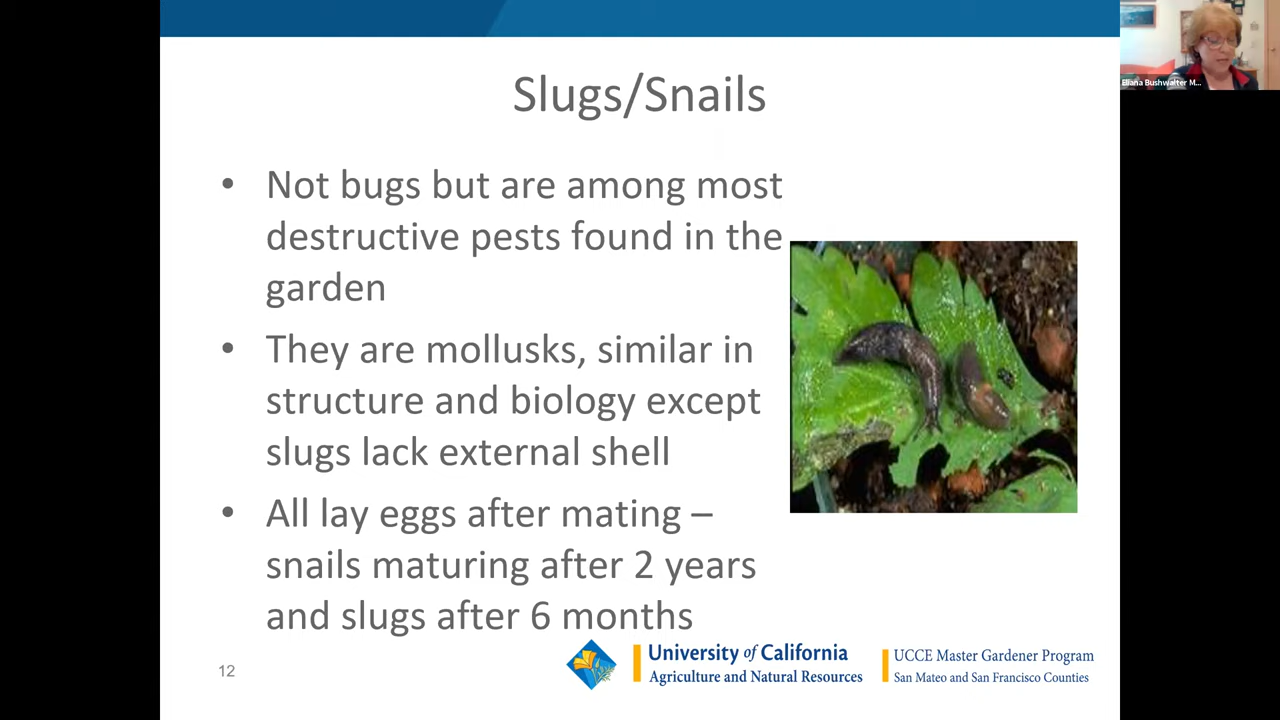 Slugs/Snails
• Not bugs but are among most
destructive pests found in the
garden
• They are mollusks, similar in
structure and biology except
slugs lack external shell
• All lay eggs after mating –
snails maturing after 2 years
and slugs after 6 months
12
University of California
Agriculture and Natural Resources
UCCE Master Gardener Program
San Mateo and San Francisco Counties
Eliana Bushwalter M...